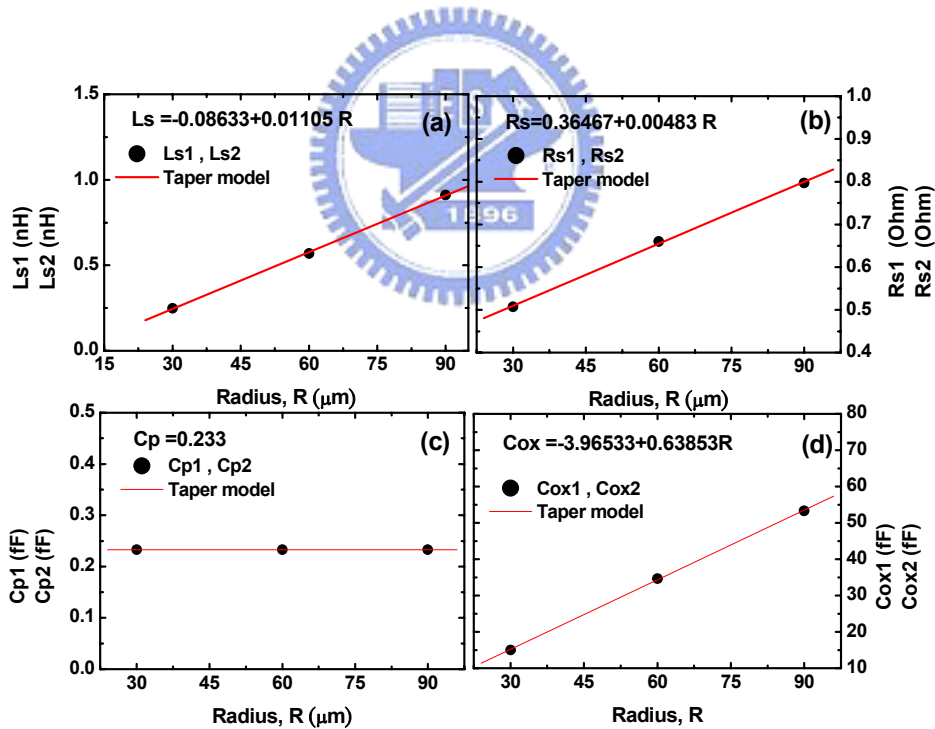 Ls =-0.08633+0.01105 R
(a)
Ls1 , Ls2
Taper model
1.5
1.0
0.5
0.0
Ls1 (nH)
Ls2 (nH)
15 30 45 60 75 90
Radius, R (μm)
1896
Rs=0.36467+0.00483 R
(b)
Rs1 , Rs2
Taper model
1.0
0.9
0.8
0.7
0.6
0.5
0.4
Rs1 (Ohm)
Rs2 (Ohm)
30 45 60 75 90
Radius, R (μm)
Cp =0.233
(c)
Cp1 , Cp2
Taper model
0.5
0.4
0.3
0.2
0.1
0.0
Cp1 (fF)
Cp2 (fF)
30 45 60 75 90
Radius, R (μm)
Cox =-3.96533+0.63853R
(d)
Cox1 , Cox2
Taper model
80
70
60
50
40
30
20
10
Cox1 (fF)
Cox2 (fF)
30 45 60 75 90
Radius, R